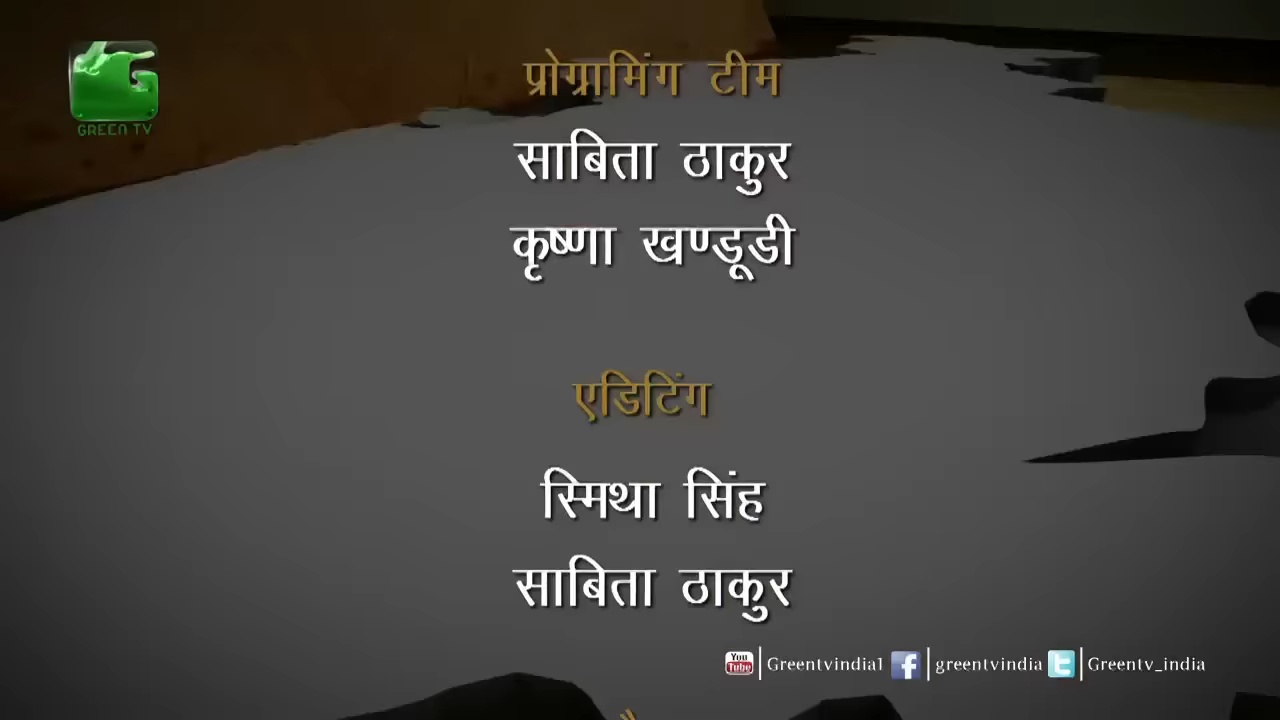 प्रोग्रामिंग टीम
GREEN TV
साबिता ठाकुर
कृष्णा खण्डूडी
एडिटिंग
स्मिथा सिंह
साबिता ठाकुर
You Tube Greentvindia1 f greentvindia t Greentv_india